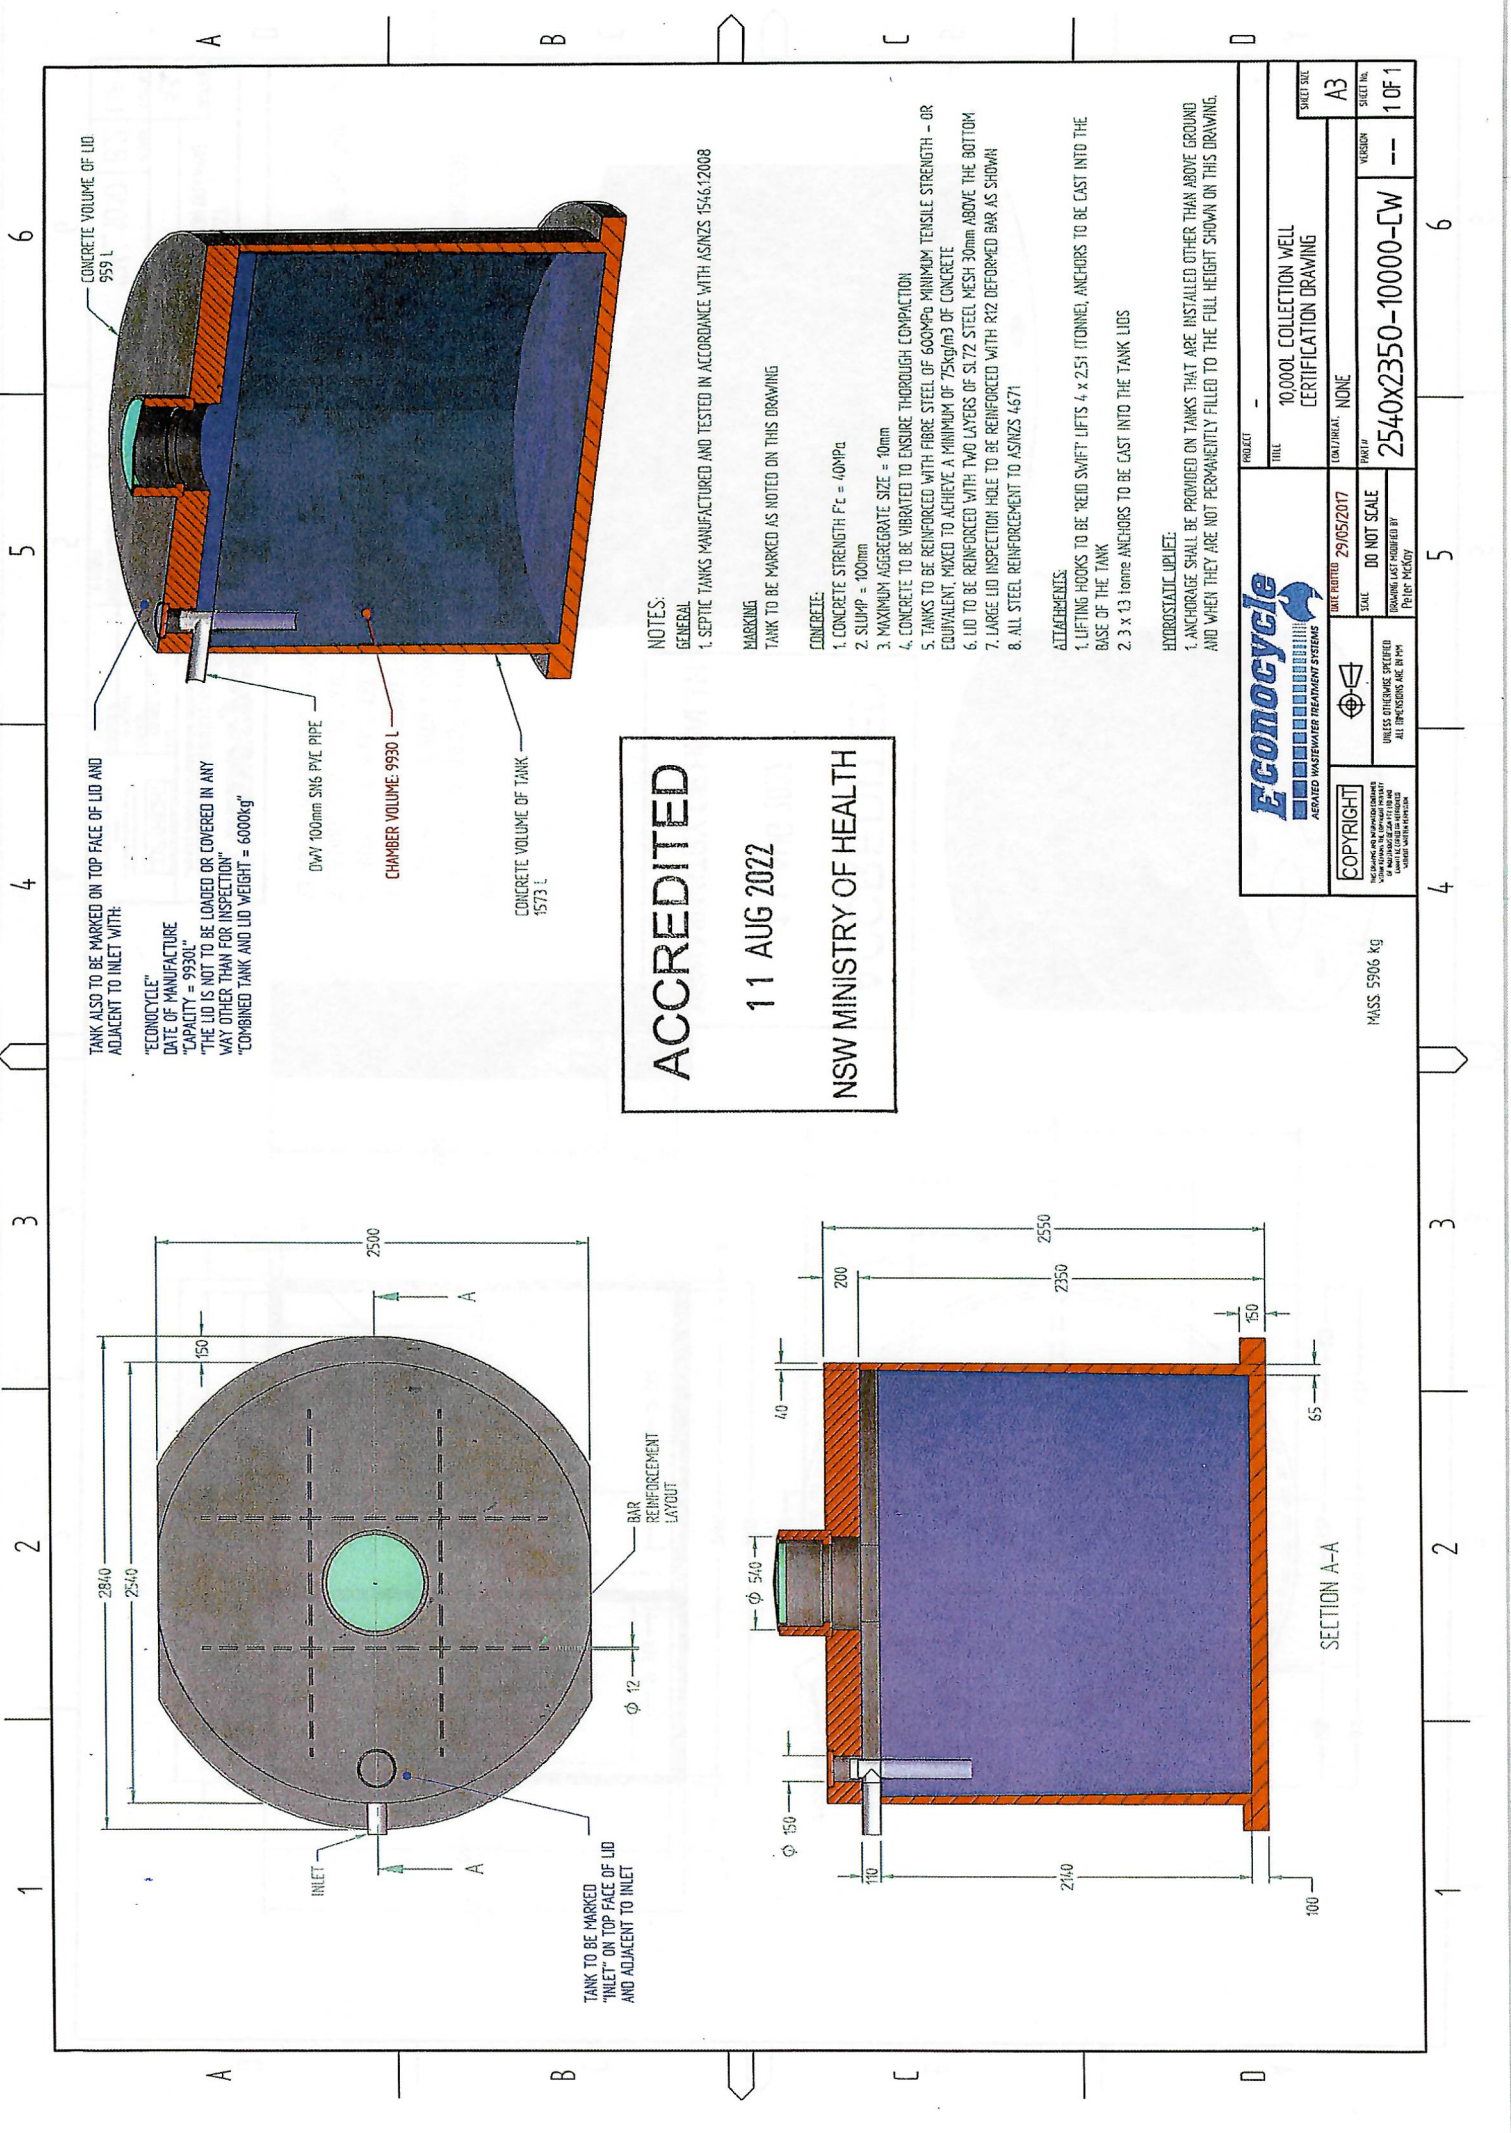 1
2
3
4
5
6
A
B
C
D
2840
2540
150
2500
INLET
A
A
TANK TO BE MARKED
"INLET" ON TOP FACE OF LID
AND ADJACENT TO INLET
Φ 12
BAR
REINFORCEMENT
LAYOUT
Φ 150
Φ 540
40
200
2550
2350
150
65
110
2140
100
SECTION A-A
TANK ALSO TO BE MARKED ON TOP FACE OF LID AND
ADJACENT TO INLET WITH:
"ECONOCYCLE"
DATE OF MANUFACTURE
"CAPACITY = 9930L"
"THE LID IS NOT TO BE LOADED OR COVERED IN ANY
WAY OTHER THAN FOR INSPECTION"
"COMBINED TANK AND LID WEIGHT = 6000kg"
CONCRETE VOLUME OF LID
959 L
DWV 100mm SN6 PVC PIPE
CHAMBER VOLUME: 9930 L
CONCRETE VOLUME OF TANK
1573 L
ACCREDITED
11 AUG 2022
NSW MINISTRY OF HEALTH
NOTES:
GENERAL
1. SEPTIC TANKS MANUFACTURED AND TESTED IN ACCORDANCE WITH AS/NZS 1546.1:2008
MARKING
TANK TO BE MARKED AS NOTED ON THIS DRAWING
CONCRETE:
1. CONCRETE STRENGTH F'c = 40MPa
2. SLUMP = 100mm
3. MAXIMUM AGGREGRATE SIZE = 10mm
4. CONCRETE TO BE VIBRATED TO ENSURE THOROUGH COMPACTION
5. TANKS TO BE REINFORCED WITH FIBRE STEEL OF 600MPa MINIMUM TENSILE STRENGTH - OR
EQUIVALENT, MIXED TO ACHIEVE A MINIMUM OF 75kg/m3 OF CONCRETE
6. LID TO BE REINFORCED WITH TWO LAYERS OF SL72 STEEL MESH 30mm ABOVE THE BOTTOM
7. LARGE LID INSPECTION HOLE TO BE REINFORCED WITH R12 DEFORMED BAR AS SHOWN
8. ALL STEEL REINFORCEMENT TO AS/NZS 4671
ATTACHMENTS:
1. LIFTING HOOKS TO BE 'REID SWIFT' LIFTS 4 x 2.5t (TONNE), ANCHORS TO BE CAST INTO THE
BASE OF THE TANK
2. 3 x 1.3 tonne ANCHORS TO BE CAST INTO THE TANK LIDS
HYDROSTATIC UPLIFT:
1. ANCHORAGE SHALL BE PROVIDED ON TANKS THAT ARE INSTALLED OTHER THAN ABOVE GROUND
AND WHEN THEY ARE NOT PERMANENTLY FILLED TO THE FULL HEIGHT SHOWN ON THIS DRAWING.
MASS: 5906 kg
Econocycle
AERATED WASTEWATER TREATMENT SYSTEMS
COPYRIGHT
UNLESS OTHERWISE SPECIFIED
ALL DIMENSIONS ARE IN MM
DATE PLOTTED 29/05/2017
SCALE DO NOT SCALE
DRAWING LAST MODIFIED BY
Peter McKay
PROJECT -
TITLE
10,000L COLLECTION WELL
CERTIFICATION DRAWING
COAT/TREAT. NONE
SHEET SIZE
A3
PART#
2540x2350-10000-CW
VERSION
--
SHEET No.
1 OF 1
1
2
3
4
5
6
A
B
C
D